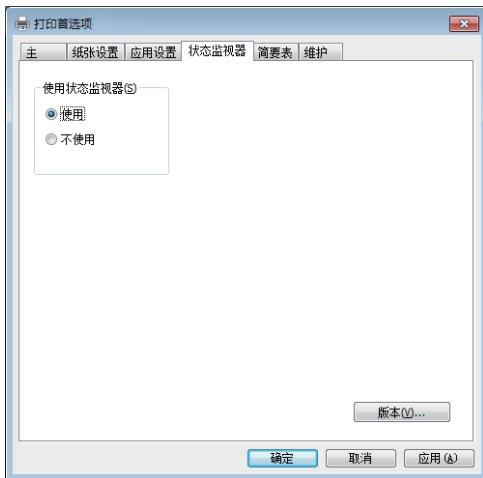 打印首选项
主 纸张设置 应用设置 状态监视器 简要表 维护
使用状态监视器(S)
使用
不使用
版本(V)...
确定 取消 应用(A)